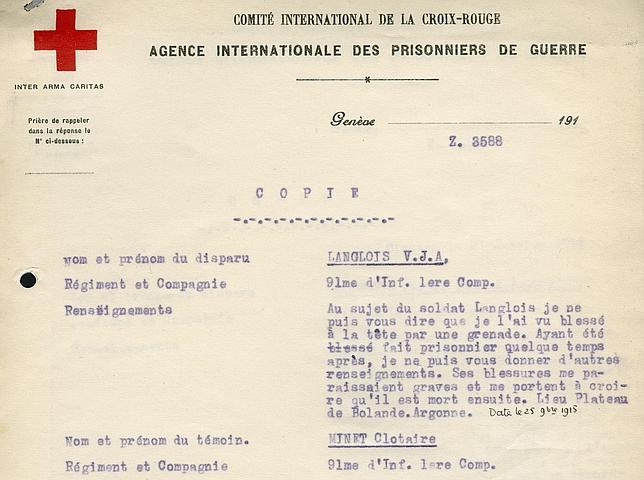 COMITÉ INTERNATIONAL DE LA CROIX-ROUGE
AGENCE INTERNATIONALE DES PRISONNIERS DE GUERRE
INTER ARMA CARITAS
Prière de rappeler
dans la réponse le
No ci-dessous :
Genève 191
Z. 3588
COPIE
Nom et prénom du disparu LANGLOIS V.J.A,
Régiment et Compagnie 91me d'Inf. 1ere Comp.
Renseignements Au sujet du soldat Langlois je ne
puis vous dire que je l'ai vu blessé
à la tête par une grenade. Ayant été
blessé fait prisonnier quelque temps
après, je ne puis vous donner d'autres
renseignements. Ses blessures me pa-
raissaient graves et me portent à croi-
re qu'il est mort ensuite. Lieu Plateau
de Bolande.Argonne. Daté le 25 9bre 1915
Nom et prénom du témoin. MINET Clotaire
Régiment et Compagnie 91me d'Inf. 1ere Comp.